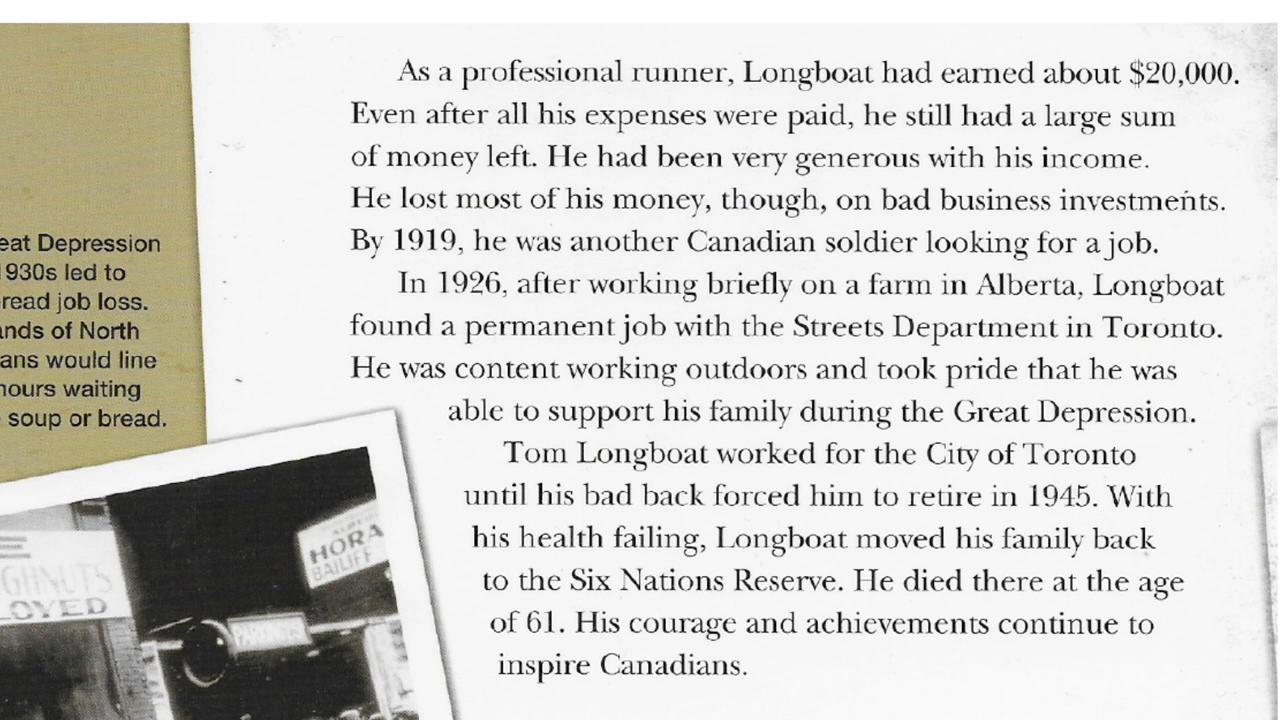 As a professional runner, Longboat had earned about $20,000.
Even after all his expenses were paid, he still had a large sum
of money left. He had been very generous with his income.
He lost most of his money, though, on bad business investments.
By 1919, he was another Canadian soldier looking for a job.
In 1926, after working briefly on a farm in Alberta, Longboat
found a permanent job with the Streets Department in Toronto.
He was content working outdoors and took pride that he was
able to support his family during the Great Depression.
Tom Longboat worked for the City of Toronto
until his bad back forced him to retire in 1945. With
his health failing, Longboat moved his family back
to the Six Nations Reserve. He died there at the age
of 61. His courage and achievements continue to
inspire Canadians.
eat Depression
1930s led to
read job loss.
ands of North
ans would line
hours waiting
soup or bread.
GHNUTS
LOYED
HORA
BAILIFF